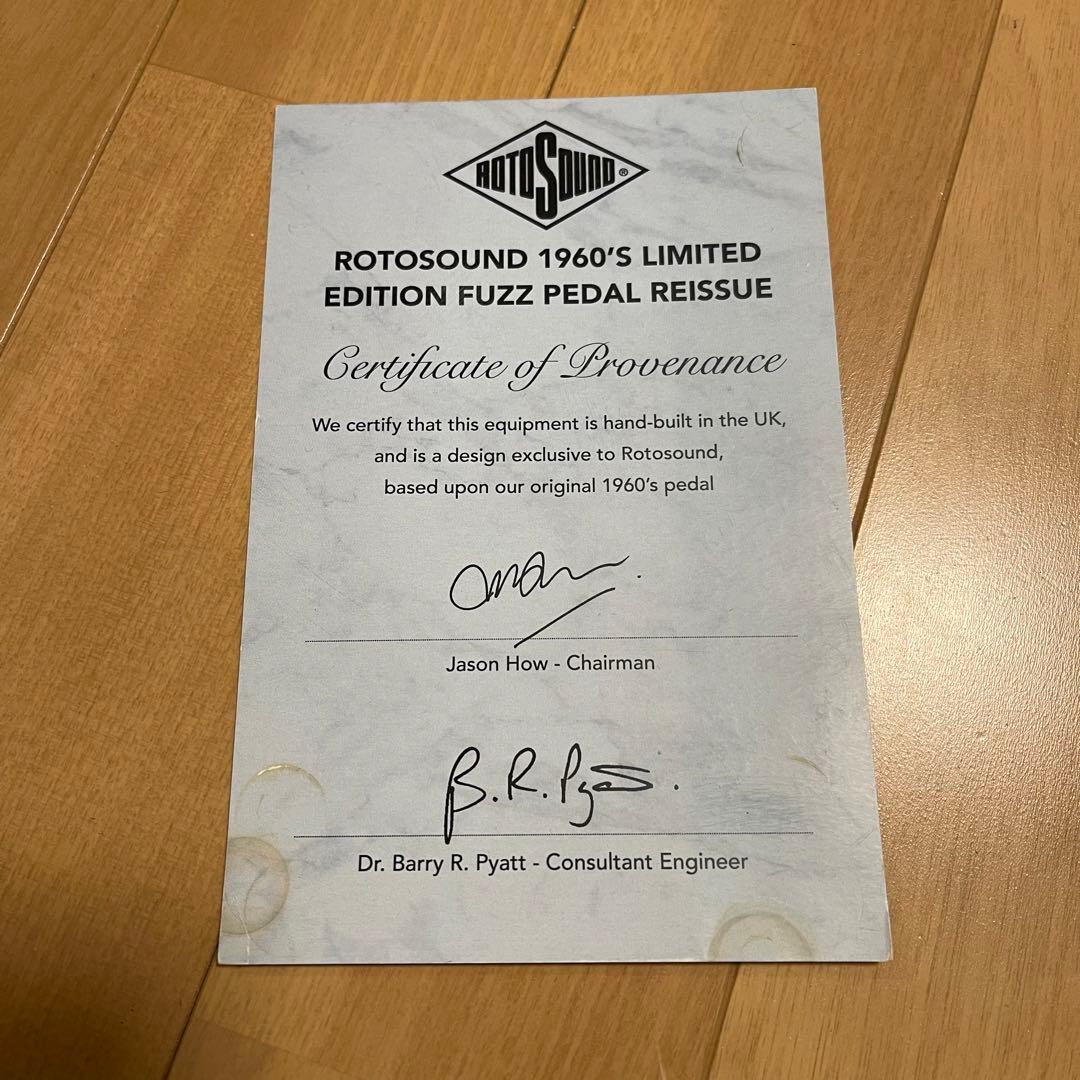 ROTOSOUND®
ROTOSOUND 1960'S LIMITED
EDITION FUZZ PEDAL REISSUE
Certificate of Provenance
We certify that this equipment is hand-built in the UK,
and is a design exclusive to Rotosound,
based upon our original 1960's pedal
Jason How - Chairman
B. R. Pyatt.
Dr. Barry R. Pyatt - Consultant Engineer